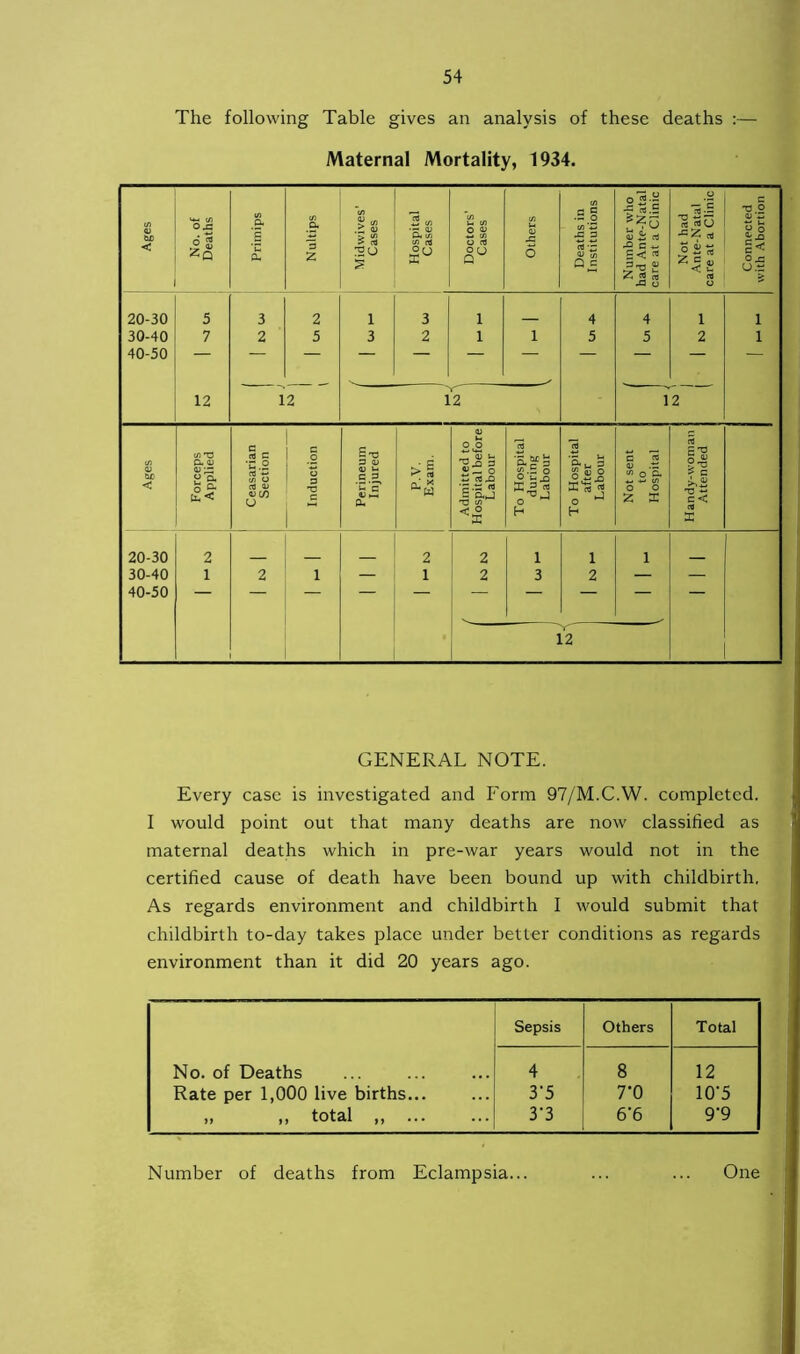 54
The following Table gives an analysis of these deaths :—
Maternal Mortality, 1934.
Ages | No. of Deaths | Primips | Nultips | Midwives' Cases | Hospital Cases | Doctors' Cases | Others | Deaths in Institutions | Number who had Ante-Natal care at a Clinic | Not had Ante-Natal care at a Clinic | Connected with Abortion
20-30 | 5 | 3 | 2 | 1 | 3 | 1 | — | 4 | 4 | 1 | 1
30-40 | 7 | 2 | 5 | 3 | 2 | 1 | 1 | 5 | 5 | 2 | 1
40-50 | — | — | — | — | — | — | — | — | — | — | —
12 | 12 | 12 | 12
Ages | Forceps Applied | Ceasasarian Section | Induction | Perineum Injured | P.V. Exam. | Admitted to Hospital before Labour | To Hospital during Labour | To Hospital after Labour | Not sent to Hospital | Handy-woman Attended
20-30 | 2 | — | — | — | 2 | 2 | 1 | 1 | 1 | —
30-40 | 1 | 2 | 1 | — | 1 | 2 | 3 | 2 | — | —
40-50 | — | — | — | — | — | — | — | — | — | —
12
GENERAL NOTE.
Every case is investigated and Form 97/M.C.W. completed.
I would point out that many deaths are now classified as
maternal deaths which in pre-war years would not in the
certified cause of death have been bound up with childbirth.
As regards environment and childbirth I would submit that
childbirth to-day takes place under better conditions as regards
environment than it did 20 years ago.
Sepsis | Others | Total
No. of Deaths ... ... ... | 4 | 8 | 12
Rate per 1,000 live births... ... | 3·5 | 7·0 | 10·5
„ „ total „ ... ... | 3·3 | 6·6 | 9·9
Number of deaths from Eclampsia... ... ... One